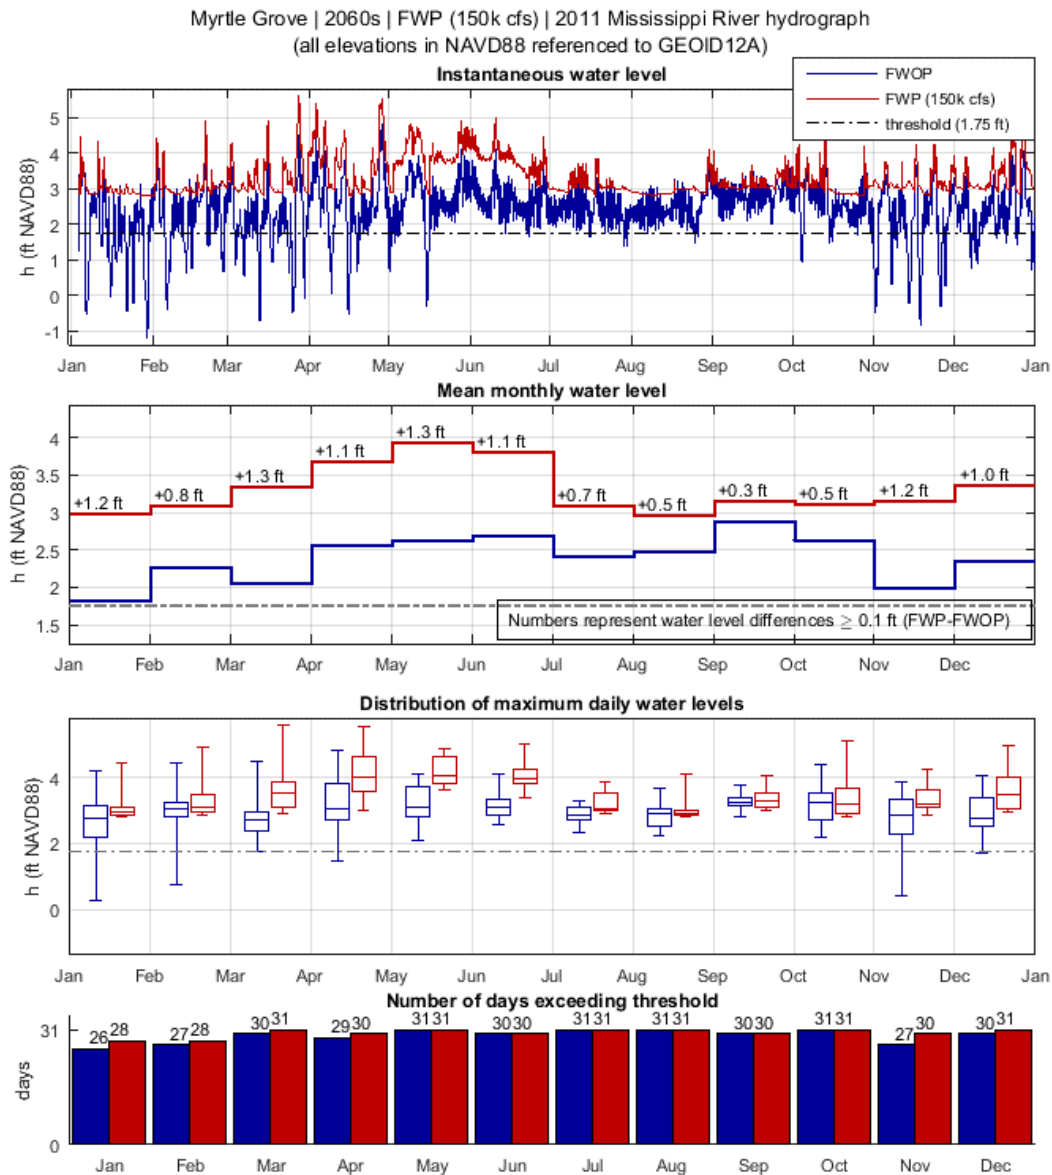 Myrtle Grove | 2060s | FWP (150k cfs) | 2011 Mississippi River hydrograph
(all elevations in NAVD88 referenced to GEOID12A)
Instantaneous water level
FWOP
FWP (150k cfs)
threshold (1.75 ft)
h (ft NAVD88)
5
4
3
2
1
0
-1
Jan Feb Mar Apr May Jun Jul Aug Sep Oct Nov Dec Jan
Mean monthly water level
h (ft NAVD88)
4
3.5
3
2.5
2
1.5
+1.2 ft +0.8 ft +1.3 ft +1.1 ft +1.3 ft +1.1 ft +0.7 ft +0.5 ft +0.3 ft +0.5 ft +1.2 ft +1.0 ft
Numbers represent water level differences ≥ 0.1 ft (FWP-FWOP)
Jan Feb Mar Apr May Jun Jul Aug Sep Oct Nov Dec
Distribution of maximum daily water levels
h (ft NAVD88)
4
2
0
Jan Feb Mar Apr May Jun Jul Aug Sep Oct Nov Dec Jan
Number of days exceeding threshold
days
31
0
26 28 27 28 30 31 29 30 31 31 30 30 31 31 31 31 30 30 31 31 27 30 30 31
Jan Feb Mar Apr May Jun Jul Aug Sep Oct Nov Dec